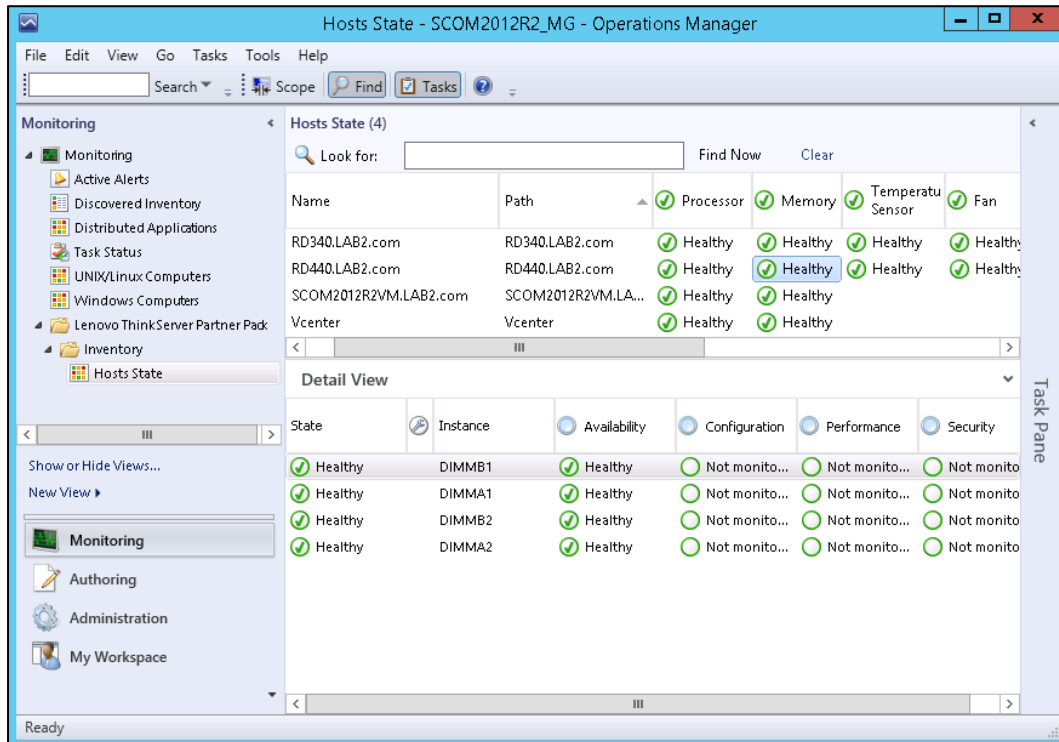 Hosts State - SCOM2012R2_MG - Operations Manager
File Edit View Go Tasks Tools Help
Search Scope Find Tasks
Monitoring
Monitoring
Active Alerts
Discovered Inventory
Distributed Applications
Task Status
UNIX/Linux Computers
Windows Computers
Lenovo ThinkServer Partner Pack
Inventory
Hosts State
Show or Hide Views...
New View
Monitoring
Authoring
Administration
My Workspace
Hosts State (4)
Look for: Find Now Clear
Name Path Processor Memory Temperatu Sensor Fan
RD340.LAB2.com RD340.LAB2.com Healthy Healthy Healthy Healthy
RD440.LAB2.com RD440.LAB2.com Healthy Healthy Healthy Healthy
SCOM2012R2VM.LAB2.com SCOM2012R2VM.LA... Healthy Healthy
Vcenter Vcenter Healthy Healthy
Detail View
State Instance Availability Configuration Performance Security
Healthy DIMMB1 Healthy Not monito... Not monito... Not monito
Healthy DIMMA1 Healthy Not monito... Not monito... Not monito
Healthy DIMMB2 Healthy Not monito... Not monito... Not monito
Healthy DIMMA2 Healthy Not monito... Not monito... Not monito
Task Pane
Ready